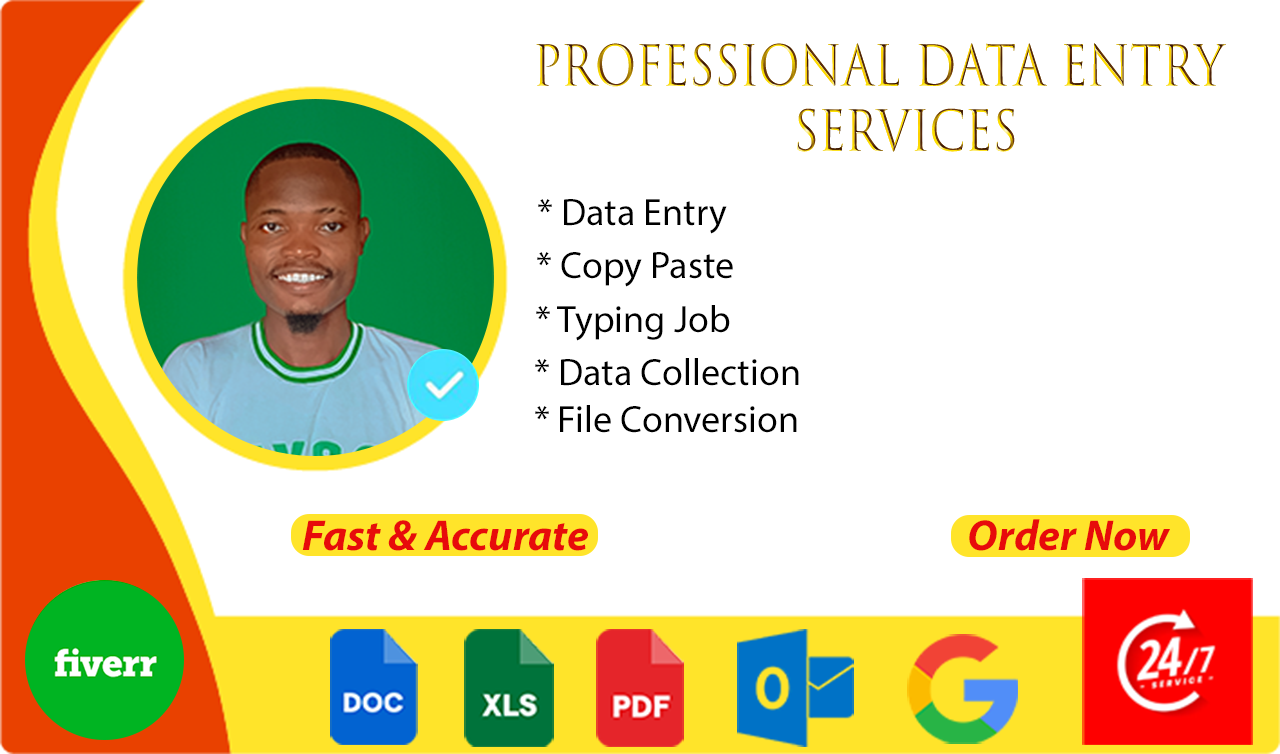 PROFESSIONAL DATA ENTRY
SERVICES
* Data Entry
* Copy Paste
* Typing Job
* Data Collection
* File Conversion
Fast & Accurate
Order Now
fiverr
DOC
XLS
PDF
O
G
24/7
- SERVICE -